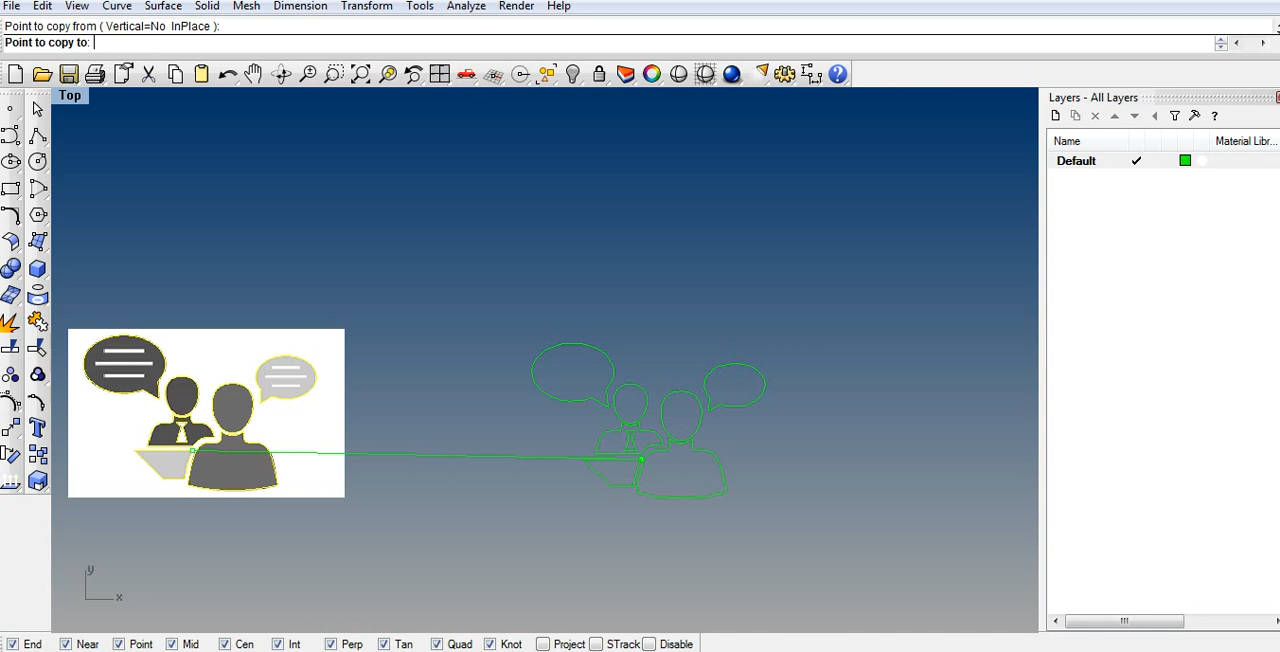 File Edit View Curve Surface Solid Mesh Dimension Transform Tools Analyze Render Help
Point to copy from ( Vertical=No InPlace ):
Point to copy to:
Top
Layers - All Layers
Name Material Libr...
Default
y
x
End Near Point Mid Cen Int Perp Tan Quad Knot Project STrack Disable